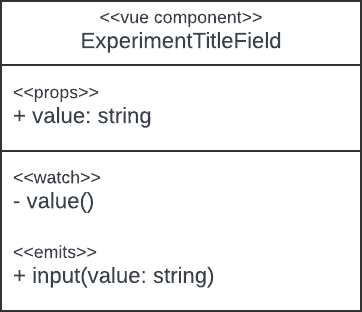 <<vue component>>
ExperimentTitleField
<<props>>
+ value: string
<<watch>>
- value()
<<emits>>
+ input(value: string)